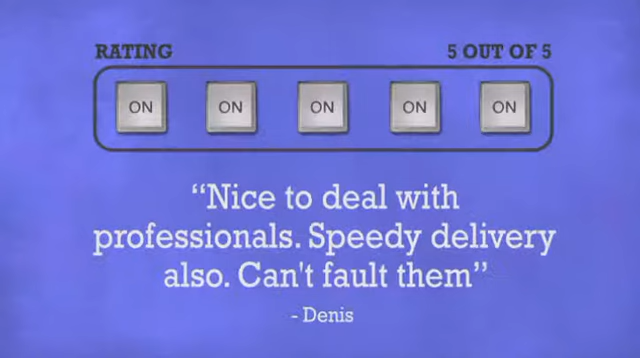 RATING 5 OUT OF 5
ON ON ON ON ON
“Nice to deal with
professionals. Speedy delivery
also. Can't fault them”
- Denis